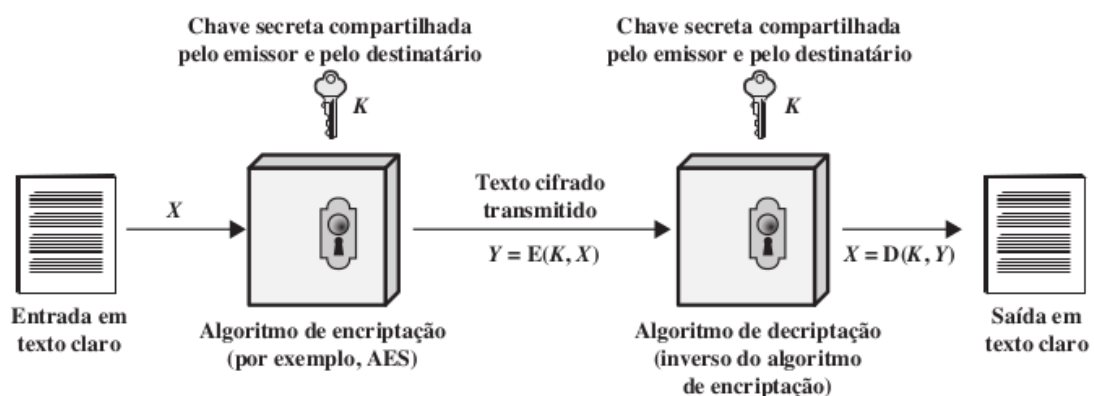 Chave secreta compartilhada
pelo emissor e pelo destinatário
K
Chave secreta compartilhada
pelo emissor e pelo destinatário
K
X
Texto cifrado
transmitido
Y = E(K, X)
X = D(K, Y)
Entrada em
texto claro
Algoritmo de encriptação
(por exemplo, AES)
Algoritmo de decriptação
(inverso do algoritmo
de encriptação)
Saída em
texto claro